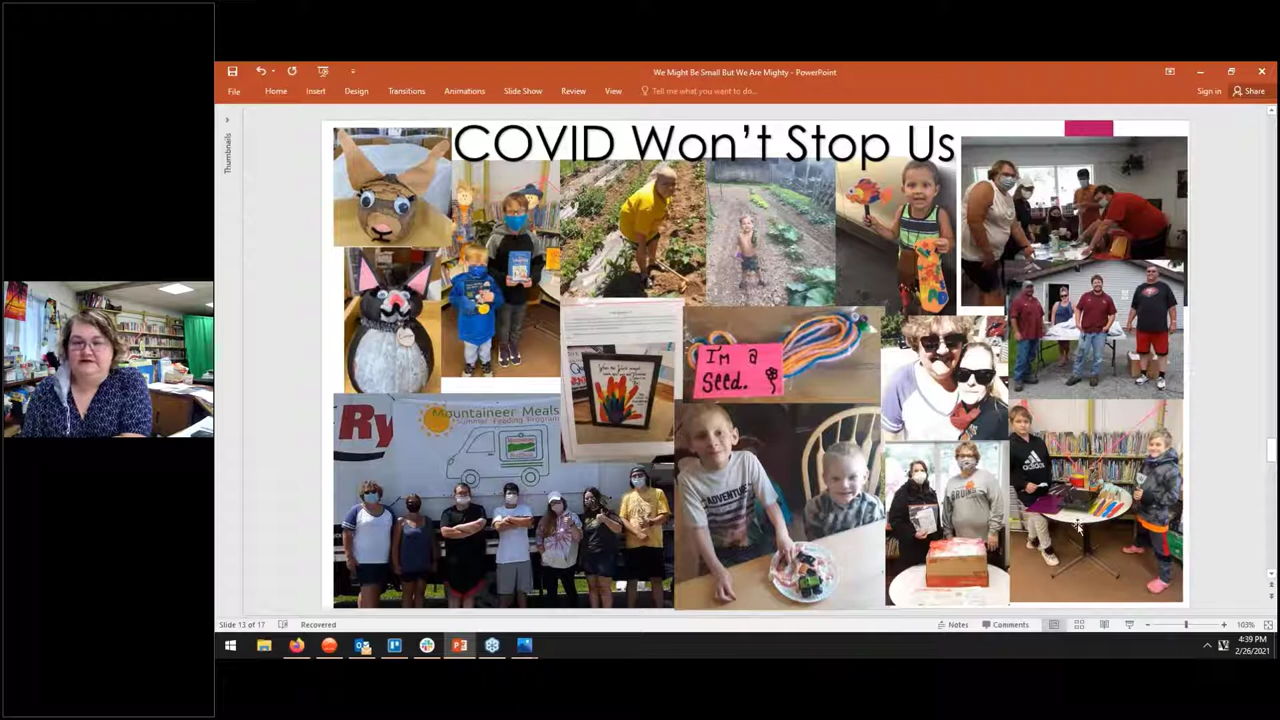 We Might Be Small But We Are Mighty - PowerPoint
File Home Insert Design Transitions Animations Slide Show Review View Tell me what you want to do... Sign in Share
Thumbnails
COVID Won't Stop Us
I'm a
seed.
Ry
Mountaineer Meals
Summer Feeding Program
ADVENTURE
adidas
Slide 13 of 17 Recovered Notes Comments 103%
4:39 PM
2/26/2021